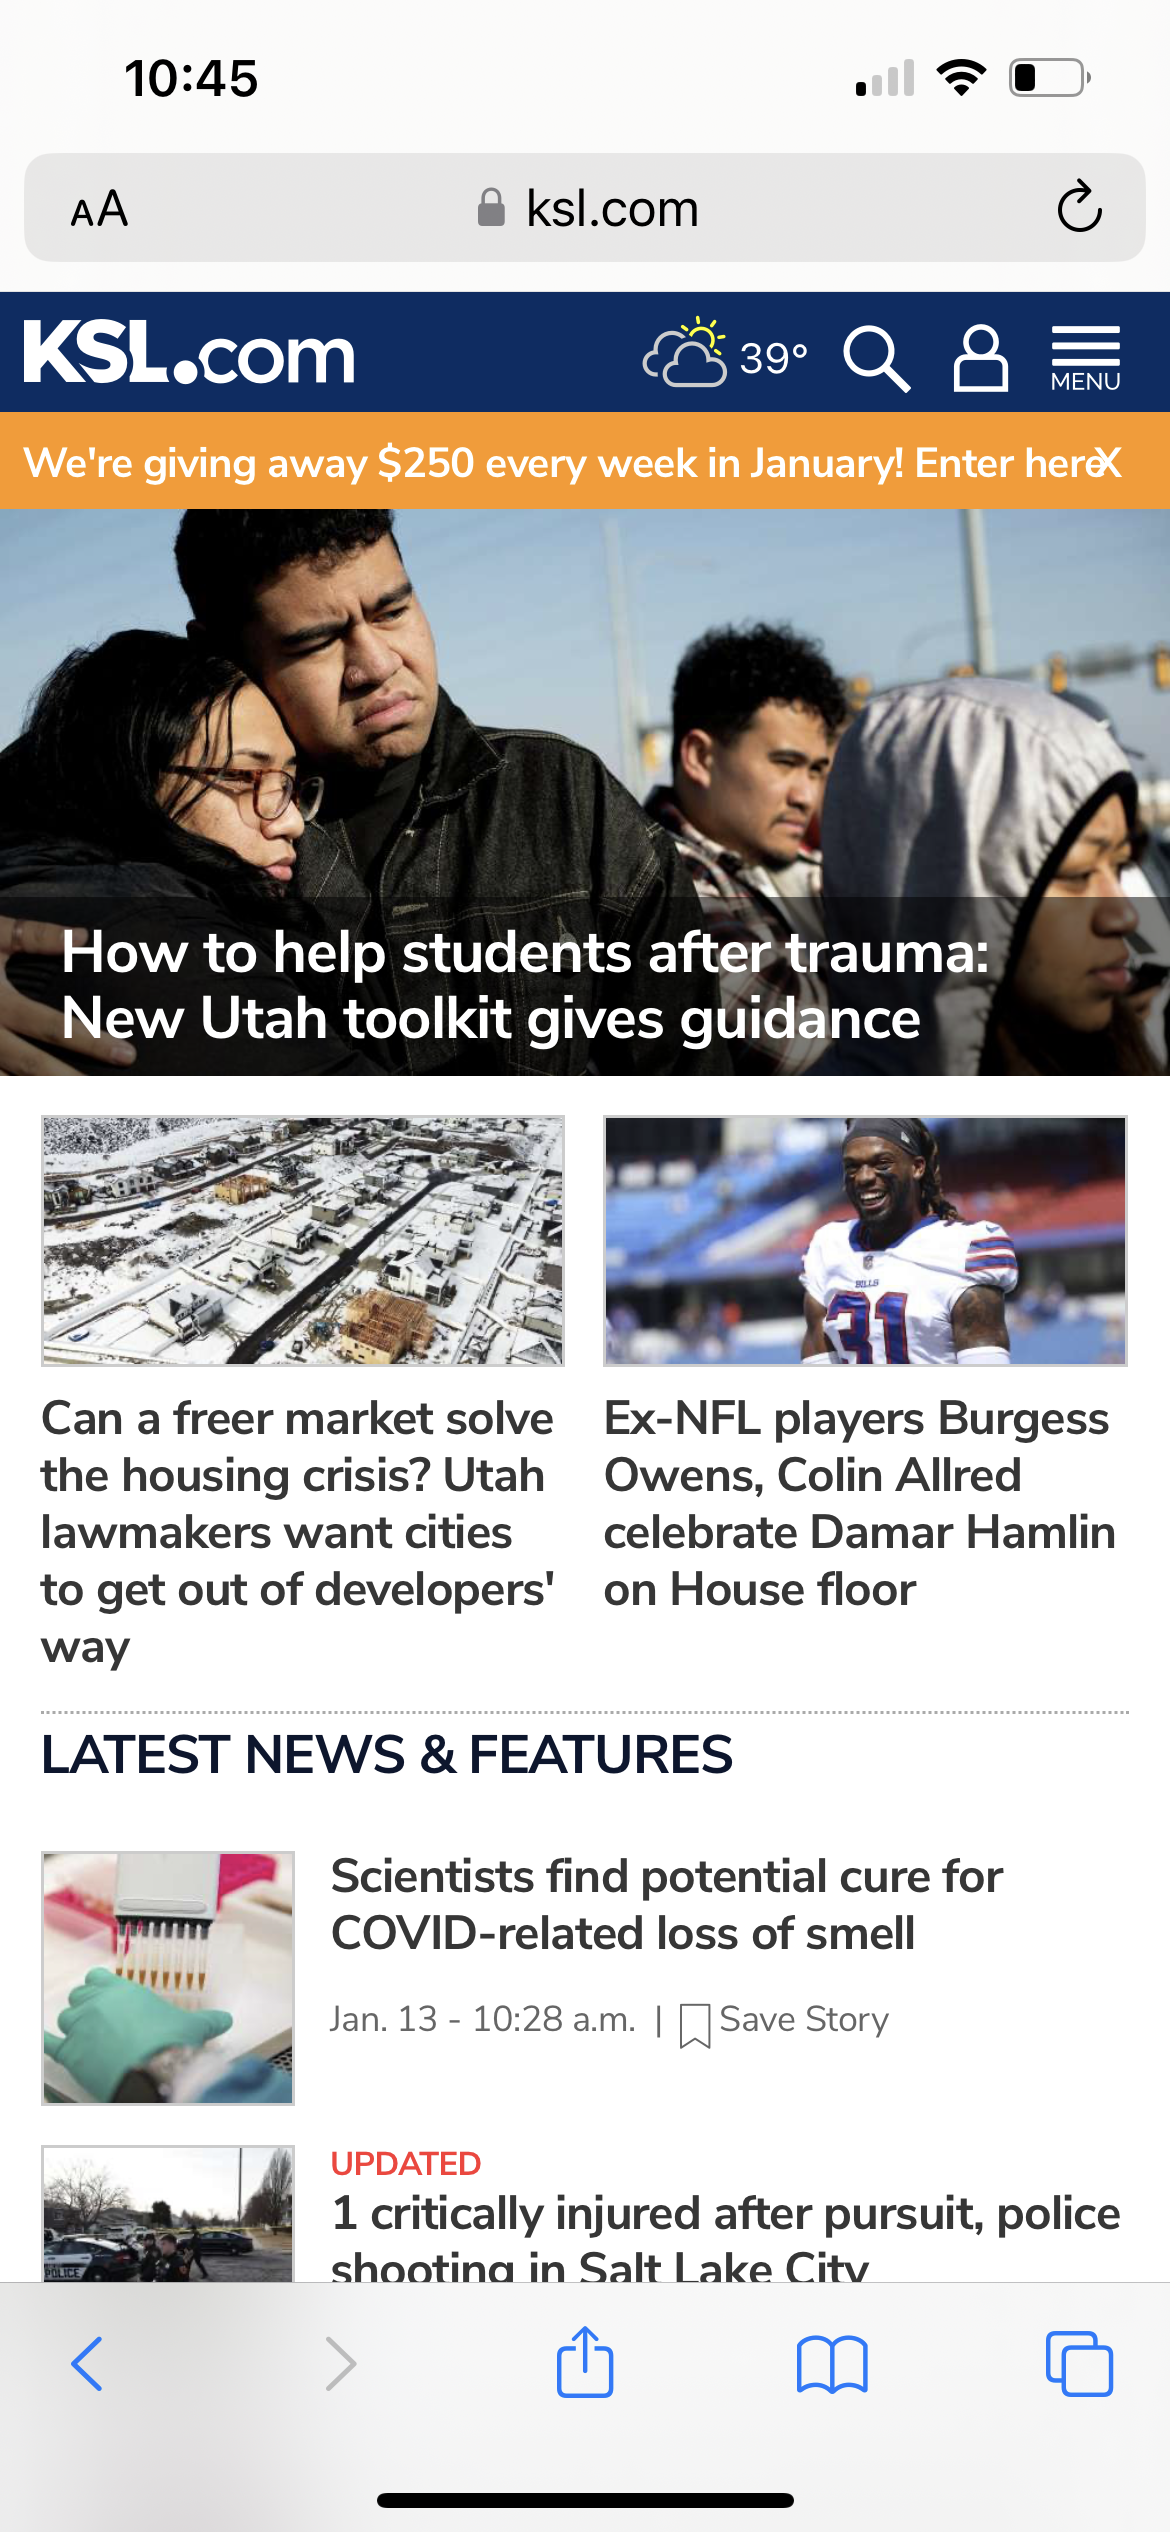 10:45
AA
ksl.com
KSL.com
39°
MENU
We're giving away $250 every week in January! Enter here
X
How to help students after trauma:
New Utah toolkit gives guidance
BILLS
31
Can a freer market solve
the housing crisis? Utah
lawmakers want cities
to get out of developers'
way
Ex-NFL players Burgess
Owens, Colin Allred
celebrate Damar Hamlin
on House floor
LATEST NEWS & FEATURES
Scientists find potential cure for
COVID-related loss of smell
Jan. 13 - 10:28 a.m. | Save Story
UPDATED
1 critically injured after pursuit, police
shooting in Salt Lake City
POLICE